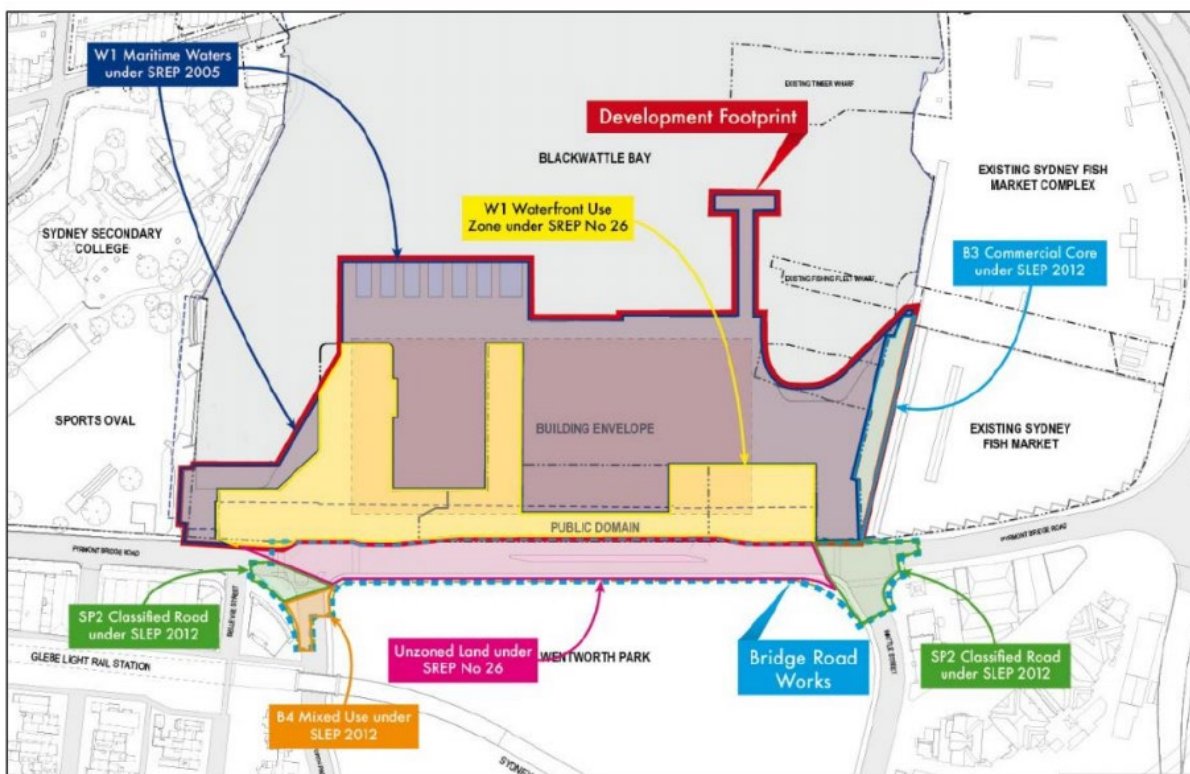 W1 Maritime Waters
under SREP 2005
EXISTING TIMBER WHARF
Development Footprint
BLACKWATTLE BAY
EXISTING SYDNEY FISH
MARKET COMPLEX
W1 Waterfront Use
Zone under SREP No 26
SYDNEY SECONDARY
COLLEGE
B3 Commercial Core
under SLEP 2012
EXISTING FISHING FLEET WHARF
SPORTS OVAL
BUILDING ENVELOPE
EXISTING SYDNEY
FISH MARKET
PUBLIC DOMAIN
PYRMONT BRIDGE ROAD
PYRMONT BRIDGE ROAD
SP2 Classified Road
under SLEP 2012
BELLEVUE STREET
Unzoned Land under
SREP No 26
WENTWORTH PARK
Bridge Road
Works
WATTLE STREET
SP2 Classified Road
under SLEP 2012
GLEBE LIGHT RAIL STATION
B4 Mixed Use under
SLEP 2012